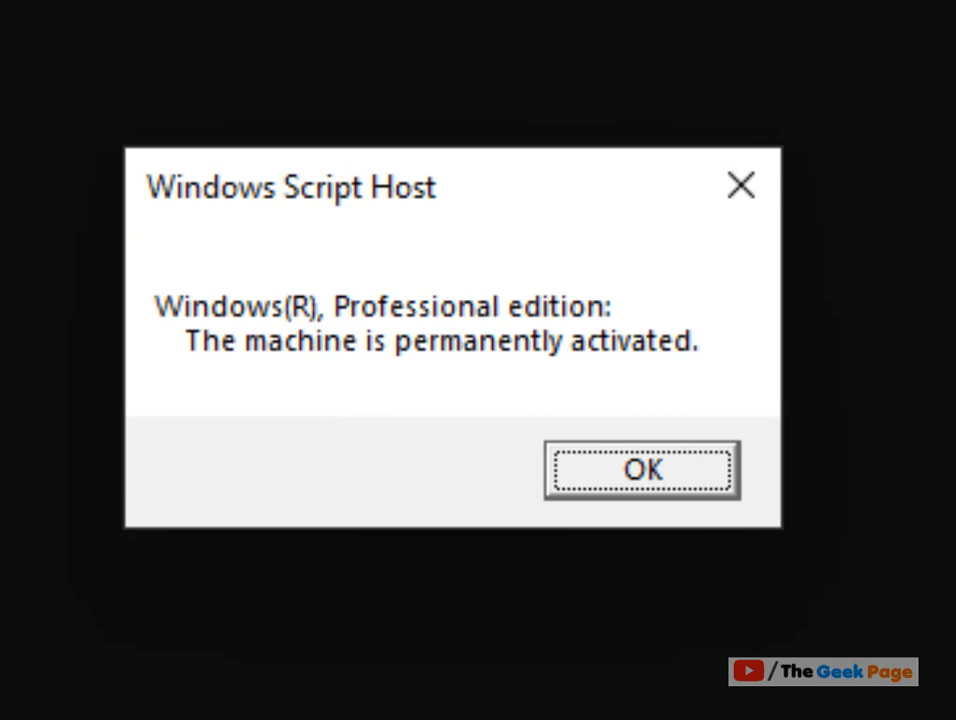 Windows Script Host
Windows(R), Professional edition:
The machine is permanently activated.
OK
/The Geek Page